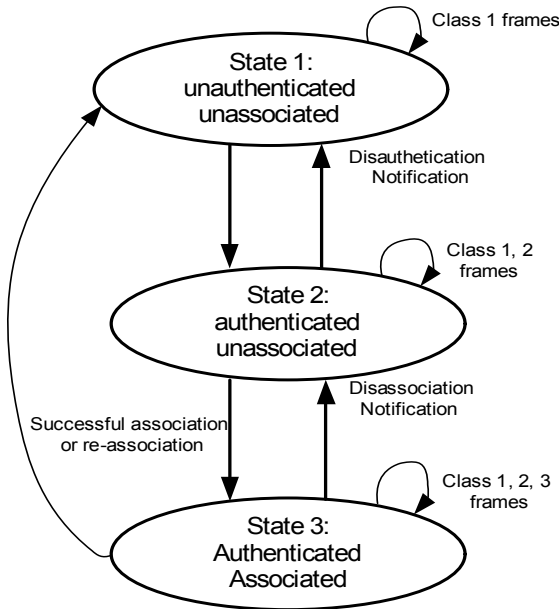 Class 1 frames
State 1:
unauthenticated
unassociated
Disauthetication
Notification
Class 1, 2
frames
State 2:
authenticated
unassociated
Disassociation
Notification
Successful association
or re-association
Class 1, 2, 3
frames
State 3:
Authenticated
Associated